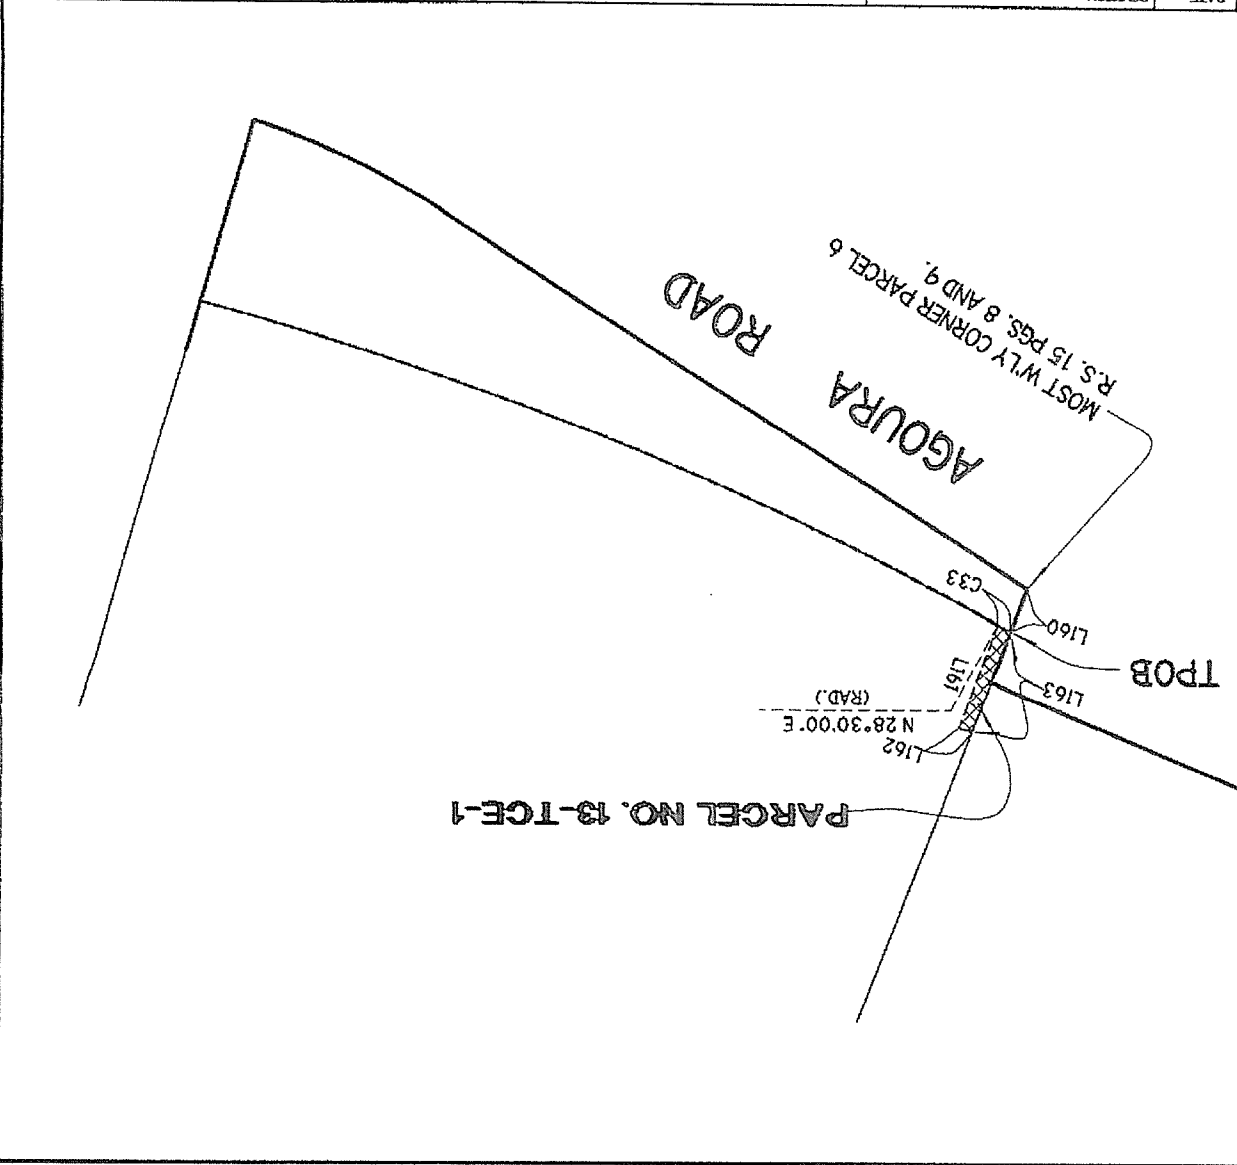 PARCEL NO. 13-TCE-1
L162
N 28°30'00" E
(RAD.)
L161
L163
TPOB
L160
C33
AGOURA ROAD
MOST W'LY CORNER PARCEL 6
R.S. 15 PGS. 8 AND 9.
DATE